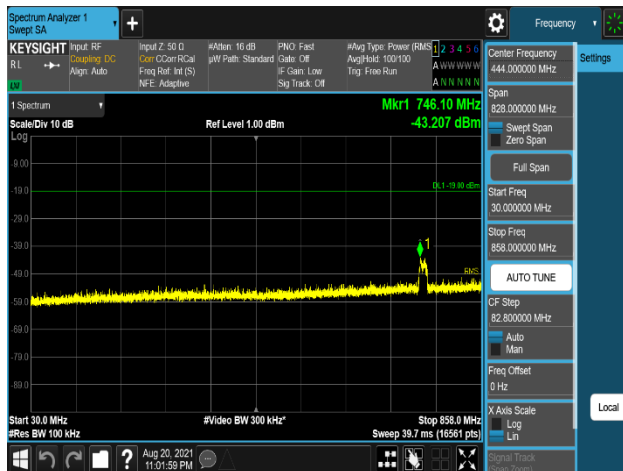 Spectrum Analyzer 1
Swept SA
Frequency
KEYSIGHT
Input: RF
Input Z: 50 Ω
#Atten: 16 dB
PNO: Fast
#Avg Type: Power (RMS
1 2 3 4 5 6
RL
Coupling: DC
Corr CCorr RCal
µW Path: Standard
Gate: Off
Avg|Hold: 100/100
A W W W W W
Align: Auto
Freq Ref: Int (S)
IF Gain: Low
Trig: Free Run
NFE: Adaptive
Sig Track: Off
A N N N N N
1 Spectrum
Mkr1 746.10 MHz
Scale/Div 10 dB
Ref Level 1.00 dBm
-43.207 dBm
Log
-9.00
-19.0
DL1 -19.00 dBm
-29.0
-39.0
1
-49.0
RMS
-59.0
-69.0
-79.0
-89.0
Start 30.0 MHz
#Video BW 300 kHz*
Stop 858.0 MHz
#Res BW 100 kHz
Sweep 39.7 ms (16561 pts)
Aug 20, 2021
11:01:59 PM
Center Frequency
444.000000 MHz
Settings
Span
828.000000 MHz
Swept Span
Zero Span
Full Span
Start Freq
30.000000 MHz
Stop Freq
858.000000 MHz
AUTO TUNE
CF Step
82.800000 MHz
Auto
Man
Freq Offset
0 Hz
X Axis Scale
Log
Lin
Local
Signal Track
(Span Zoom)